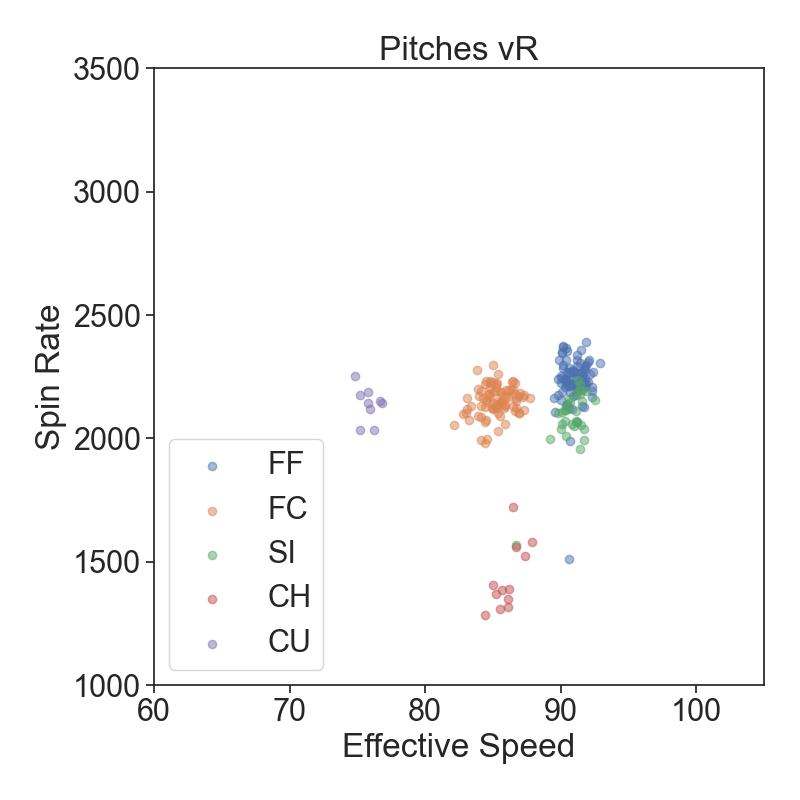 Pitches vR
3500
3000
2500
2000
1500
1000
Spin Rate
FF
FC
SI
CH
CU
60 70 80 90 100
Effective Speed